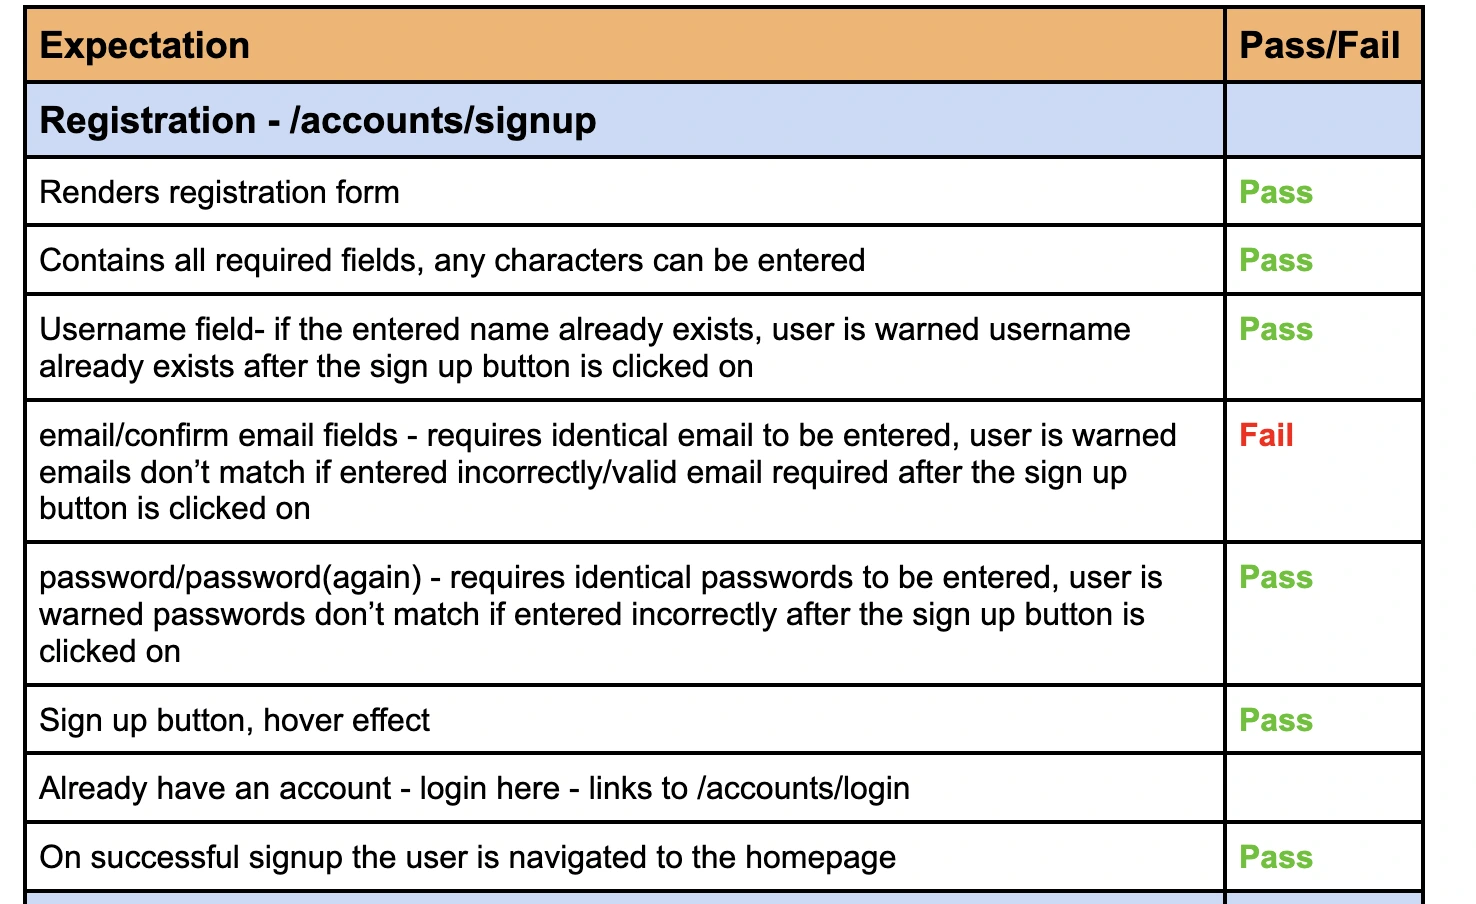 Expectation Pass/Fail
Registration - /accounts/signup
Renders registration form Pass
Contains all required fields, any characters can be entered Pass
Username field- if the entered name already exists, user is warned username Pass
already exists after the sign up button is clicked on
email/confirm email fields - requires identical email to be entered, user is warned Fail
emails don’t match if entered incorrectly/valid email required after the sign up
button is clicked on
password/password(again) - requires identical passwords to be entered, user is Pass
warned passwords don’t match if entered incorrectly after the sign up button is
clicked on
Sign up button, hover effect Pass
Already have an account - login here - links to /accounts/login
On successful signup the user is navigated to the homepage Pass